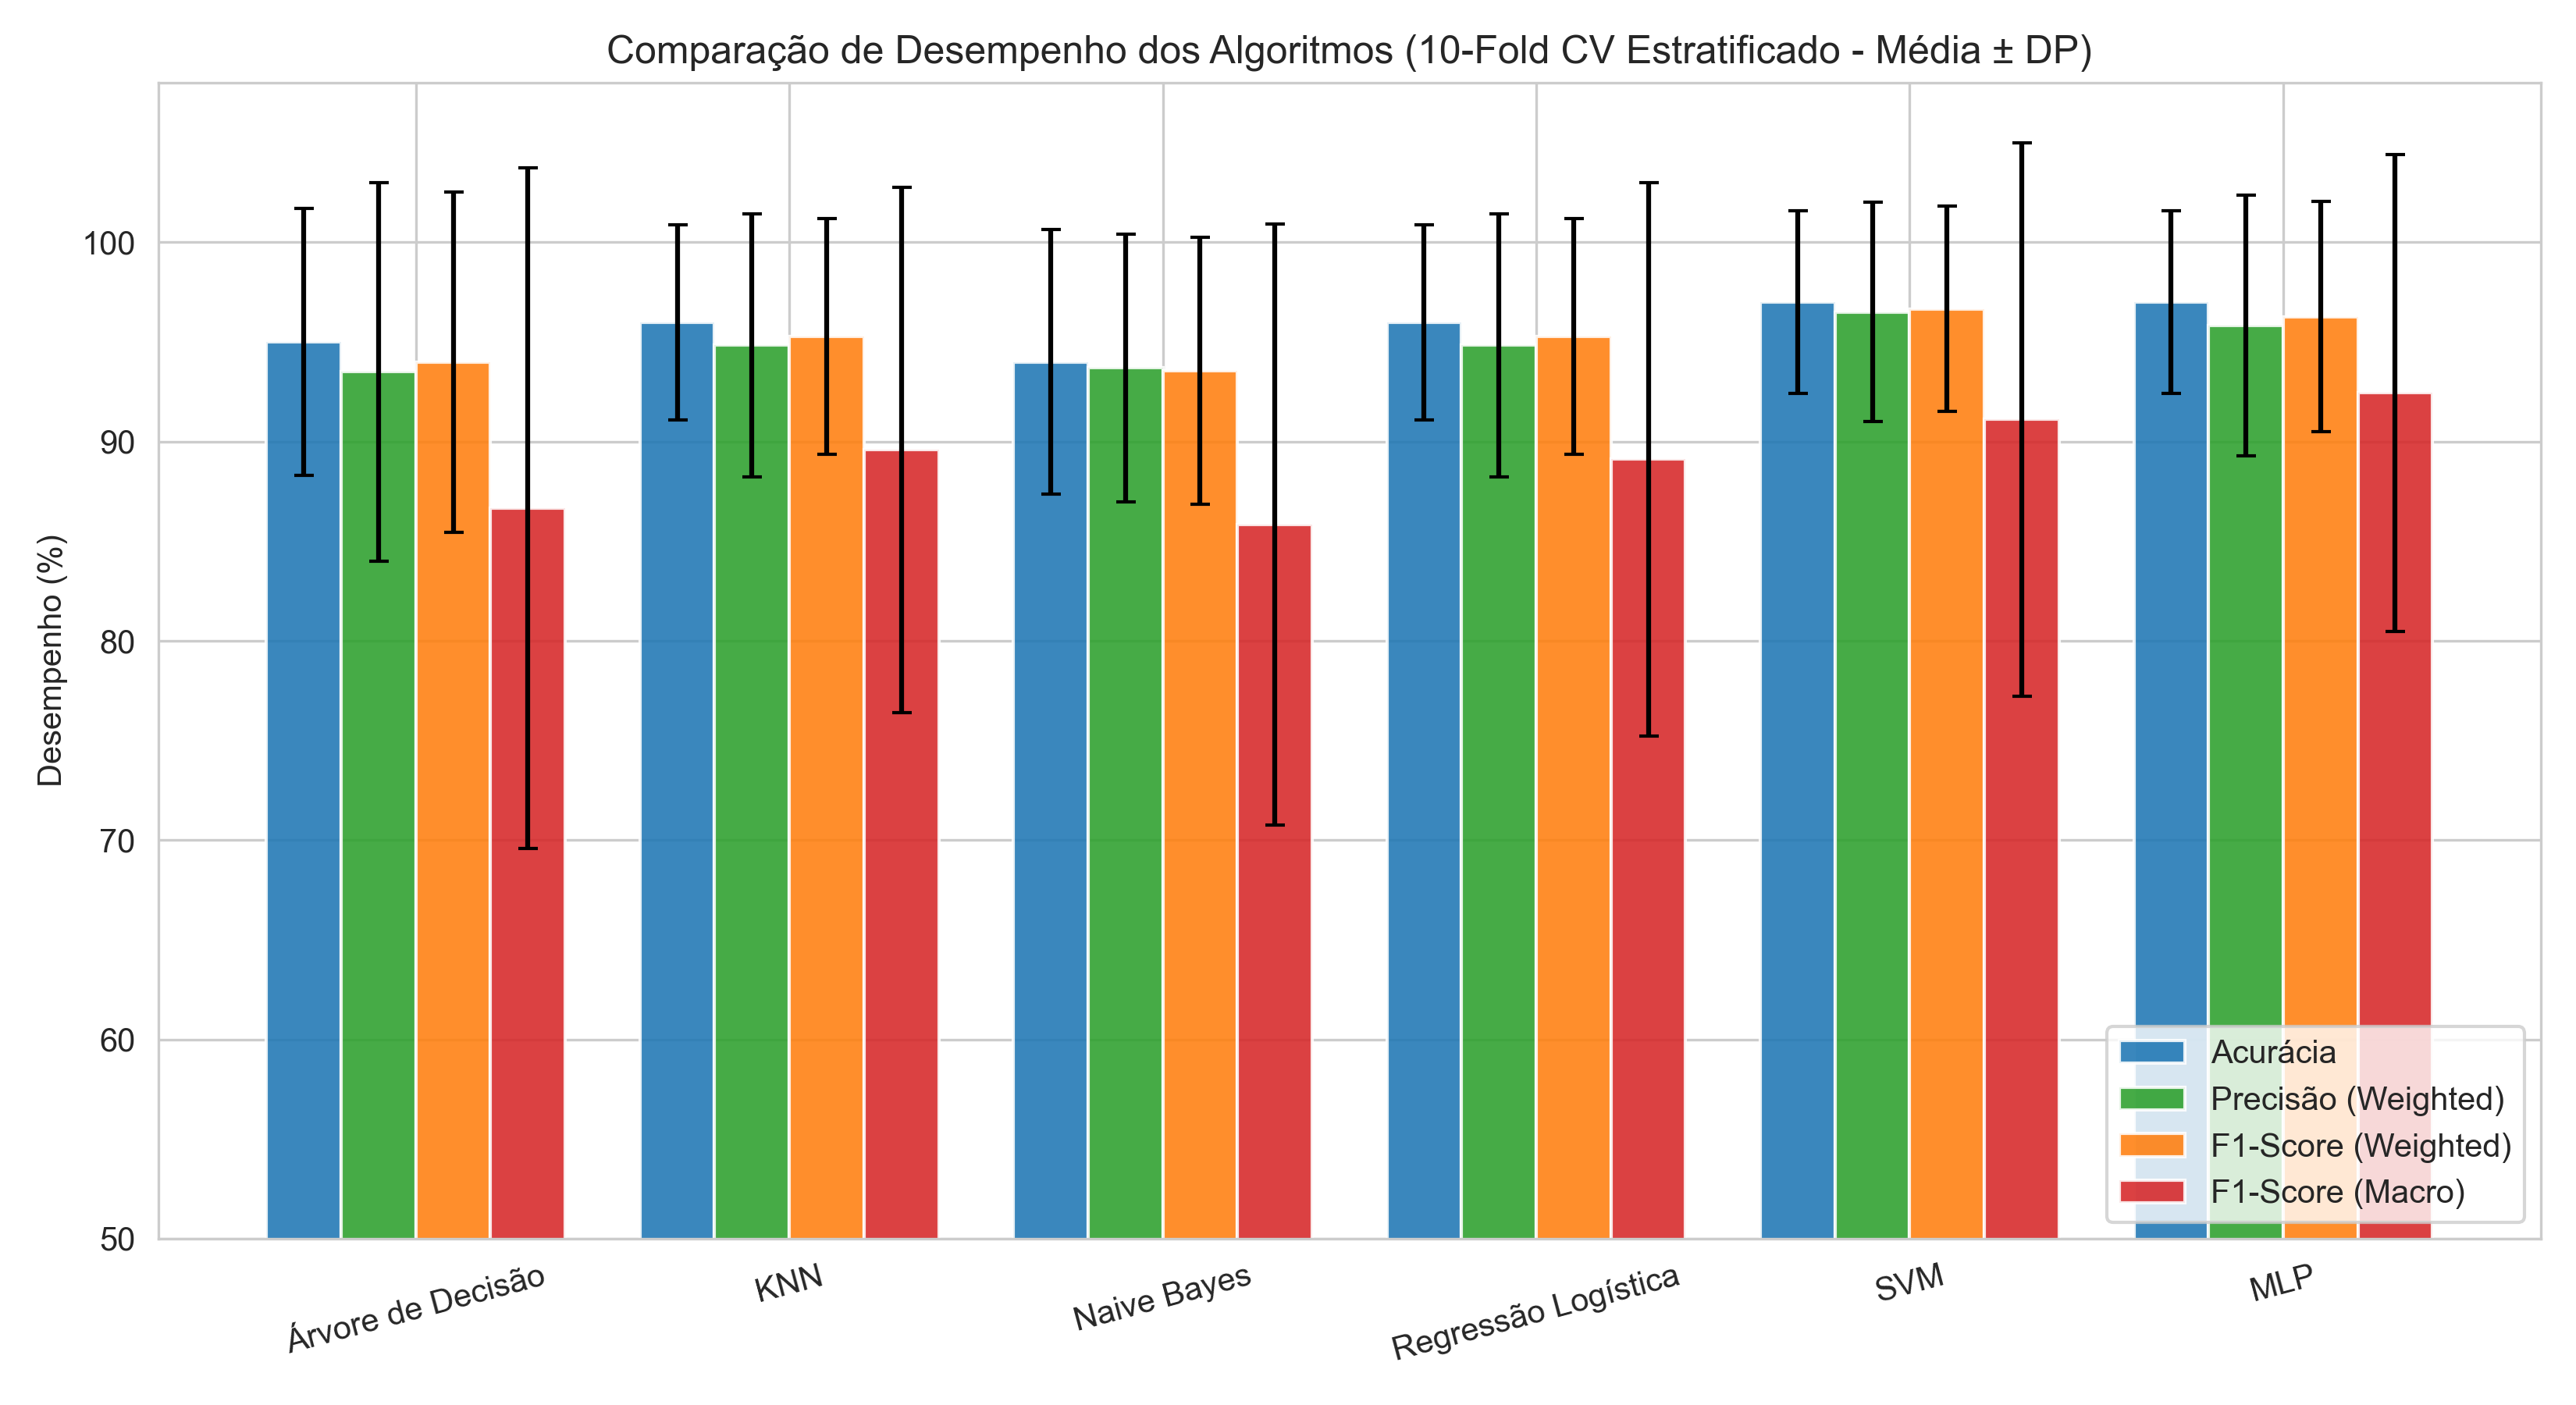 Comparação de Desempenho dos Algoritmos (10-Fold CV Estratificado - Média ± DP)
Desempenho (%)
100
90
80
70
60
50
Acurácia
Precisão (Weighted)
F1-Score (Weighted)
F1-Score (Macro)
Árvore de Decisão
KNN
Naive Bayes
Regressão Logística
SVM
MLP